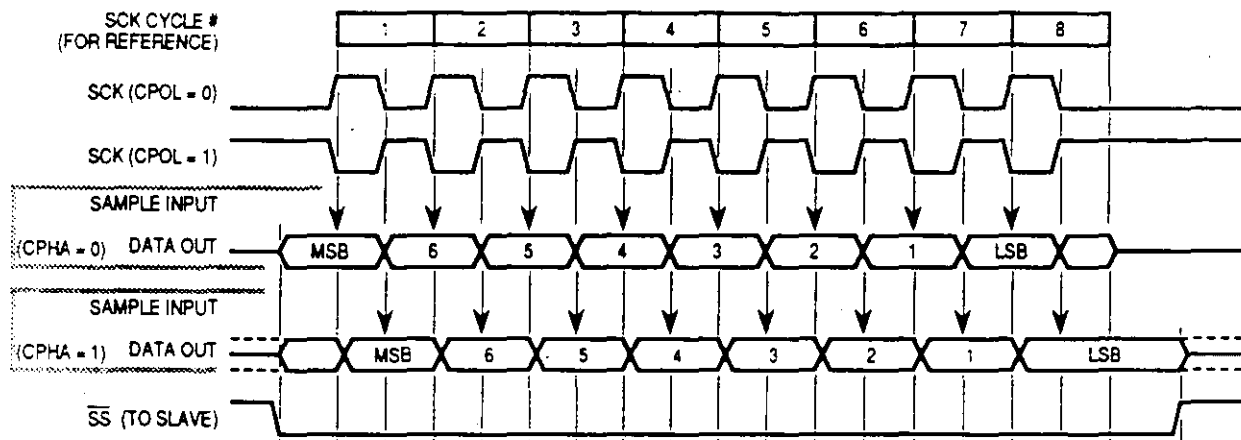 SCK CYCLE #
(FOR REFERENCE)
1 2 3 4 5 6 7 8
SCK (CPOL = 0)
SCK (CPOL = 1)
SAMPLE INPUT
(CPHA = 0) DATA OUT
MSB 6 5 4 3 2 1 LSB
SAMPLE INPUT
(CPHA = 1) DATA OUT
MSB 6 5 4 3 2 1 LSB
SS (TO SLAVE)